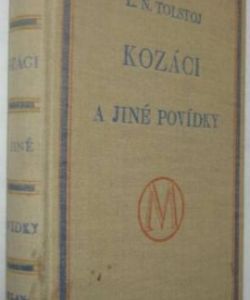 L. N. TOLSTOJ
KOZÁCI
A JINÉ POVÍDKY
M
KOZÁCI
JINÉ
POVÍDKY